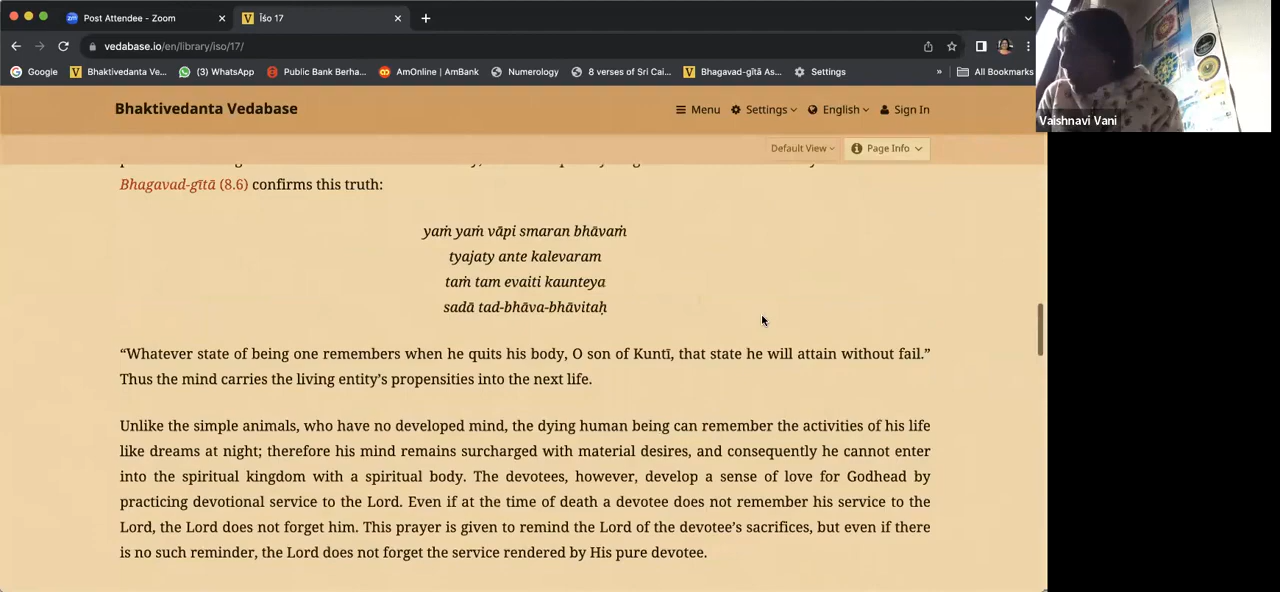 Post Attendee - Zoom
Īśo 17
vedabase.io/en/library/iso/17/
Google
Bhaktivedanta Ve...
(3) WhatsApp
Public Bank Berha...
AmOnline | AmBank
Numerology
8 verses of Sri Cai...
Bhagavad-gītā As...
Settings
»
All Bookmarks
Vaishnavi Vani
Bhaktivedanta Vedabase
Menu
Settings
English
Sign In
Default View
Page Info
Bhagavad-gītā (8.6) confirms this truth:
yaṁ yaṁ vāpi smaran bhāvaṁ
tyajaty ante kalevaram
taṁ tam evaiti kaunteya
sadā tad-bhāva-bhāvitaḥ
“Whatever state of being one remembers when he quits his body, O son of Kuntī, that state he will attain without fail.”
Thus the mind carries the living entity’s propensities into the next life.
Unlike the simple animals, who have no developed mind, the dying human being can remember the activities of his life
like dreams at night; therefore his mind remains surcharged with material desires, and consequently he cannot enter
into the spiritual kingdom with a spiritual body. The devotees, however, develop a sense of love for Godhead by
practicing devotional service to the Lord. Even if at the time of death a devotee does not remember his service to the
Lord, the Lord does not forget him. This prayer is given to remind the Lord of the devotee’s sacrifices, but even if there
is no such reminder, the Lord does not forget the service rendered by His pure devotee.